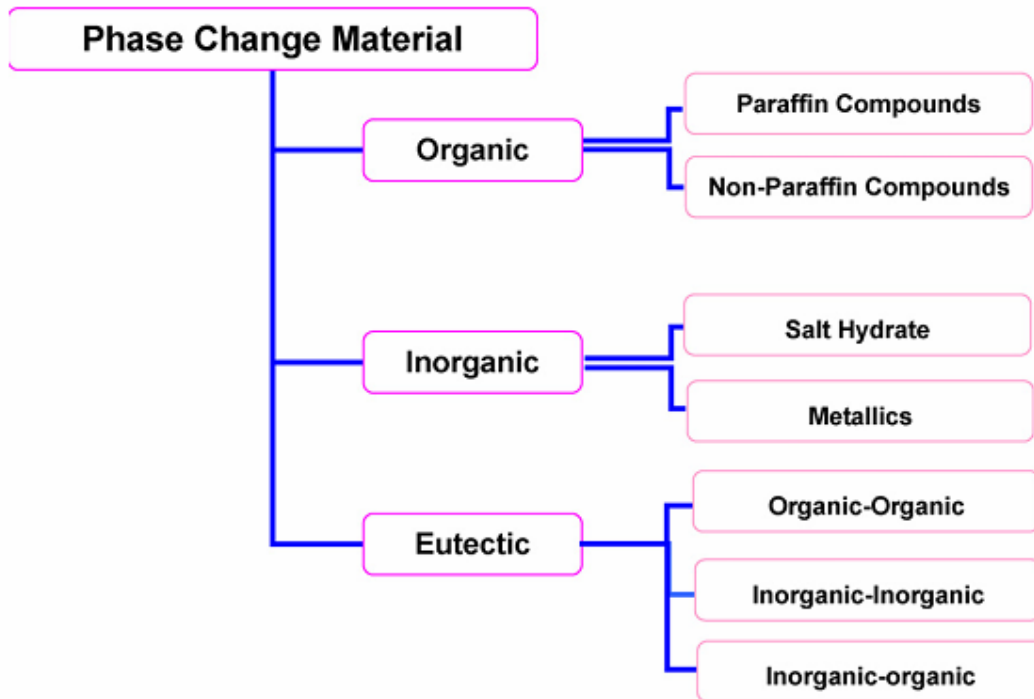 Phase Change Material
Organic
Paraffin Compounds
Non-Paraffin Compounds
Inorganic
Salt Hydrate
Metallics
Eutectic
Organic-Organic
Inorganic-Inorganic
Inorganic-organic